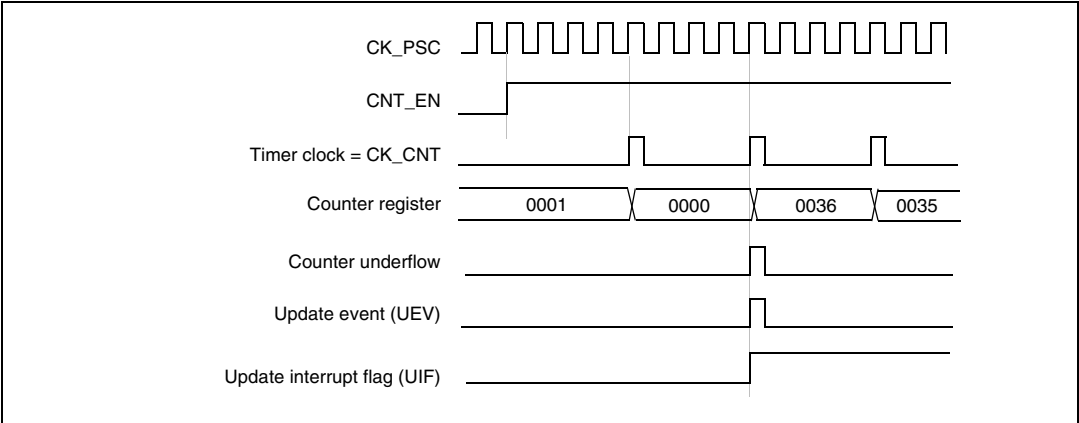 CK_PSC
CNT_EN
Timer clock = CK_CNT
Counter register 0001 0000 0036 0035
Counter underflow
Update event (UEV)
Update interrupt flag (UIF)